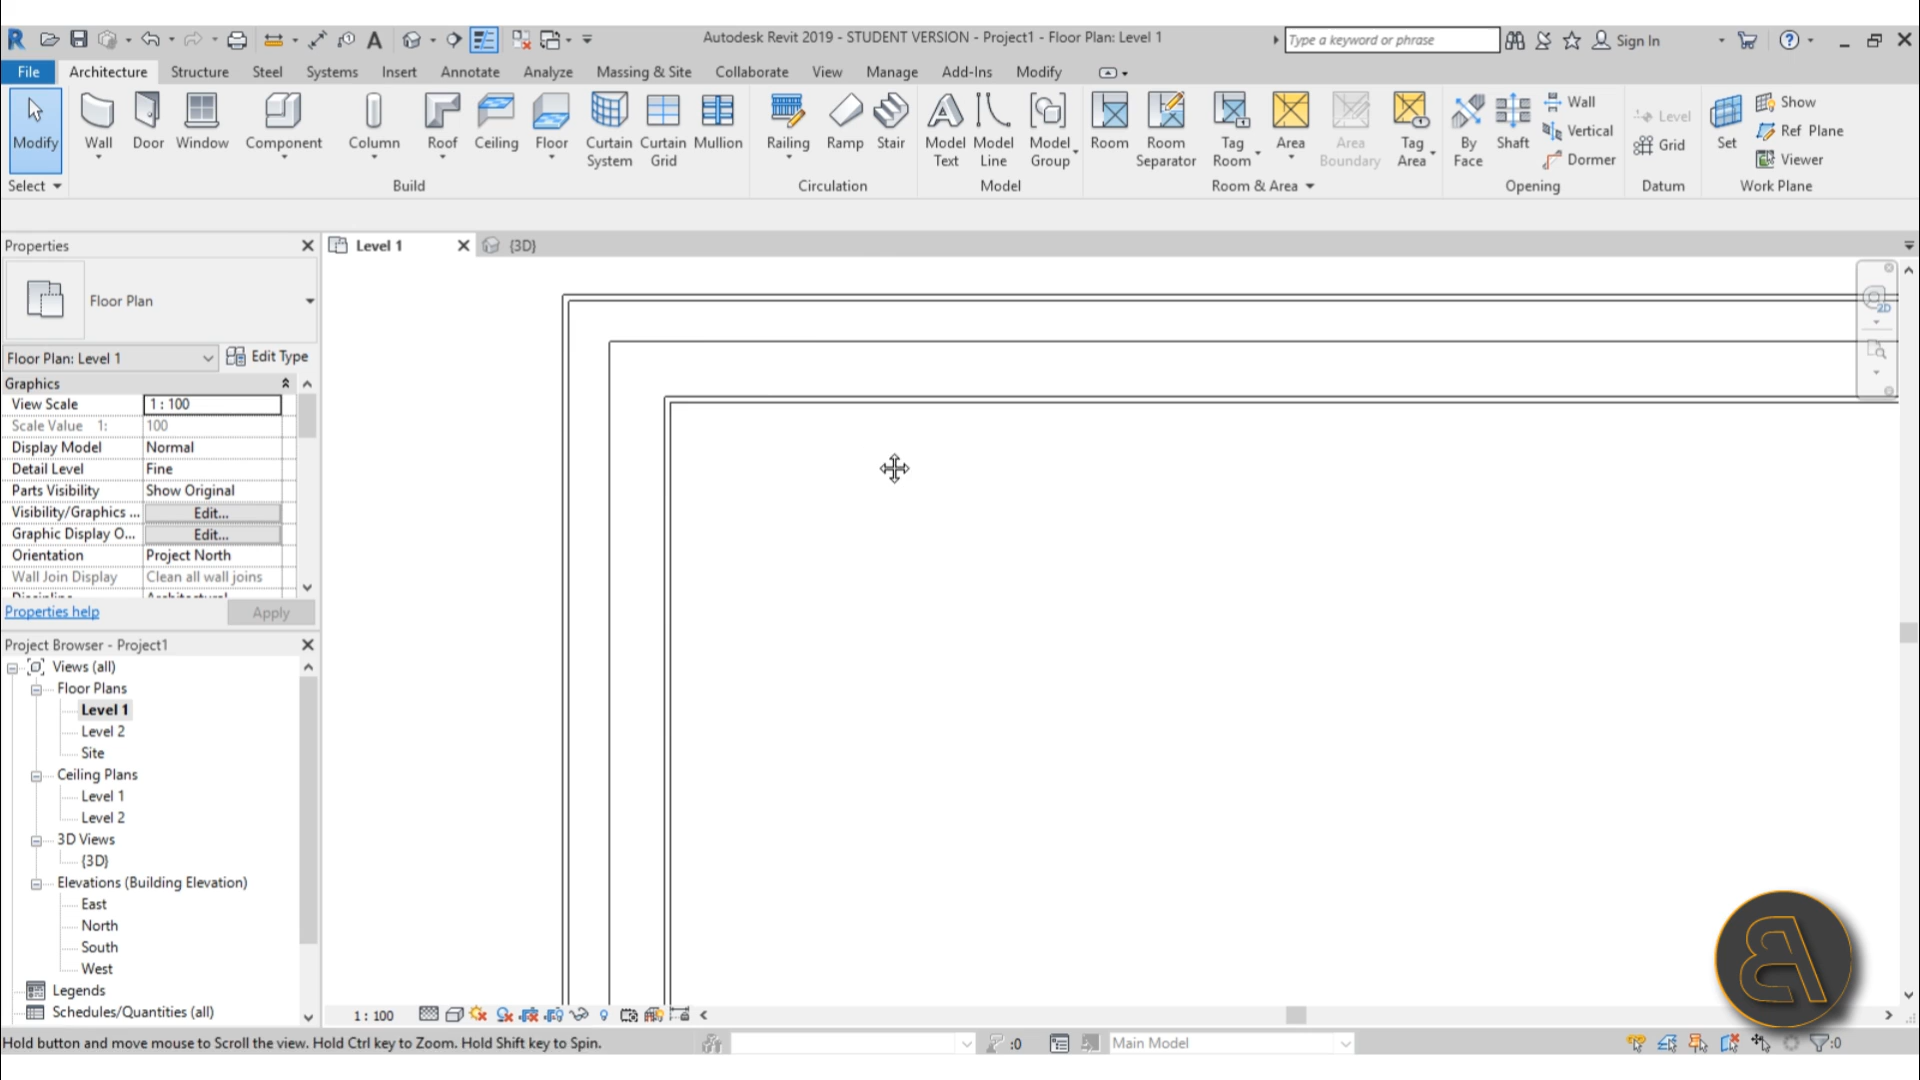 Autodesk Revit 2019 - STUDENT VERSION - Project1 - Floor Plan: Level 1
Type a keyword or phrase
Sign In
File Architecture Structure Steel Systems Insert Annotate Analyze Massing & Site Collaborate View Manage Add-Ins Modify
Modify Wall Door Window Component Column Roof Ceiling Floor Curtain System Curtain Grid Mullion Railing Ramp Stair Model Text Model Line Model Group Room Room Separator Tag Room Area Area Boundary Tag Area By Face Shaft Wall Vertical Dormer Level Grid Set Show Ref Plane Viewer
Select Build Circulation Model Room & Area Opening Datum Work Plane
Properties
Level 1
{3D}
Floor Plan
2D
Floor Plan: Level 1
Edit Type
Graphics
View Scale 1 : 100
Scale Value 1: 100
Display Model Normal
Detail Level Fine
Parts Visibility Show Original
Visibility/Graphics ... Edit...
Graphic Display O... Edit...
Orientation Project North
Wall Join Display Clean all wall joins
Properties help
Apply
Project Browser - Project1
Views (all)
Floor Plans
Level 1
Level 2
Site
Ceiling Plans
Level 1
Level 2
3D Views
{3D}
Elevations (Building Elevation)
East
North
South
West
Legends
Schedules/Quantities (all)
1 : 100
Hold button and move mouse to Scroll the view. Hold Ctrl key to Zoom. Hold Shift key to Spin.
:0
Main Model
:0